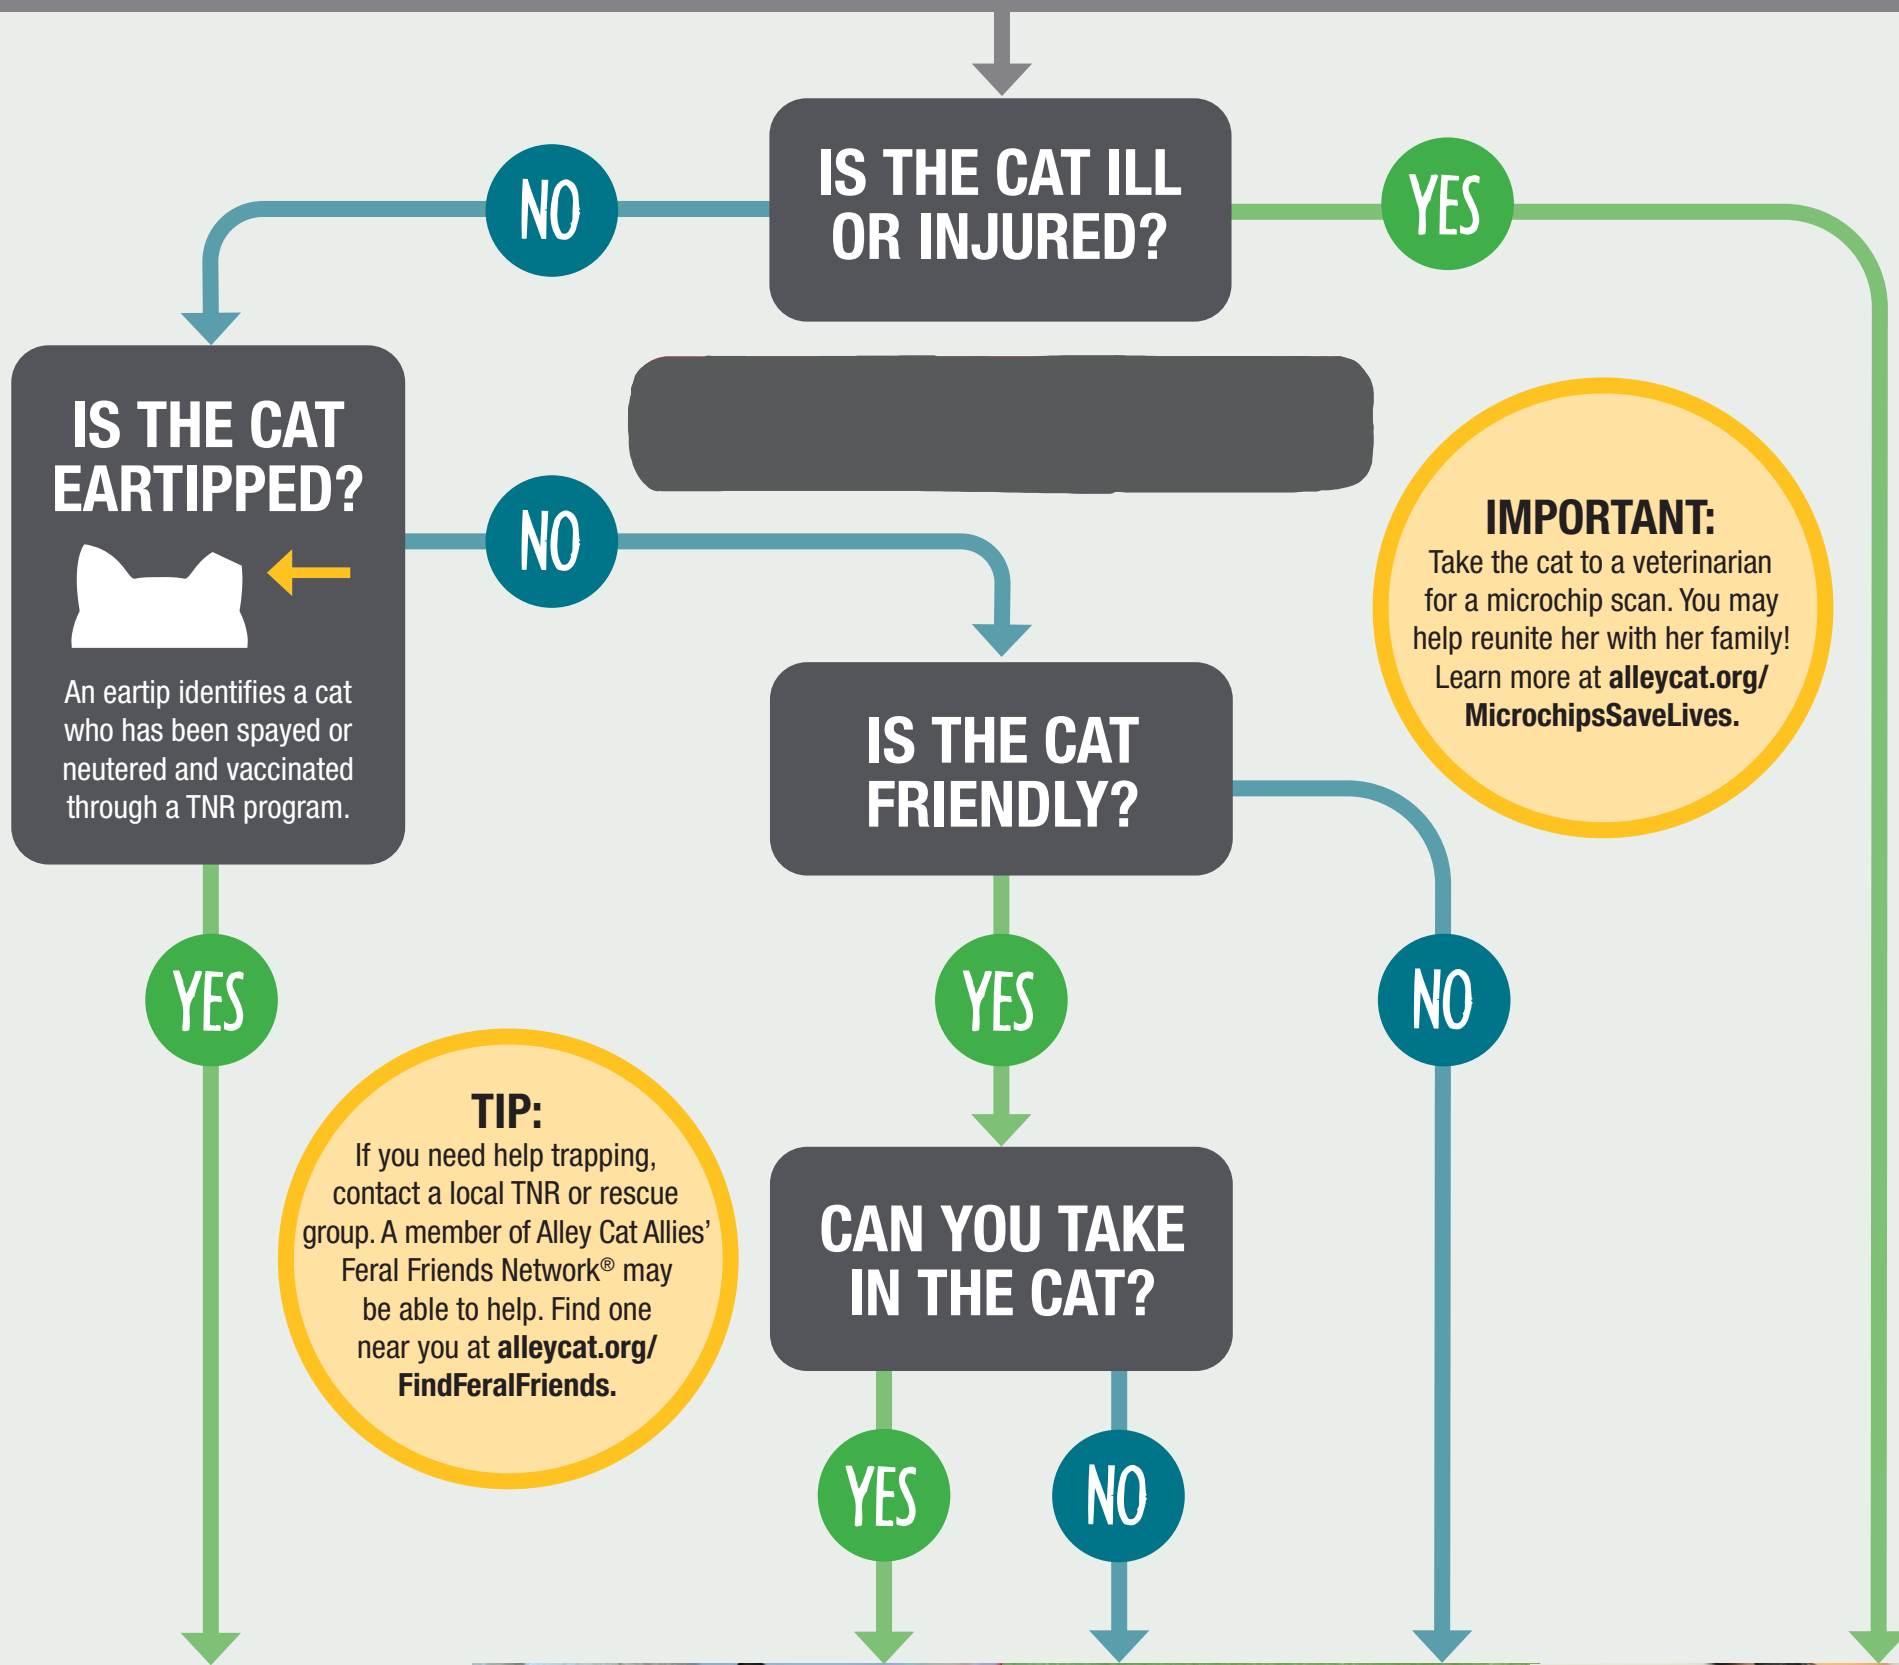 IS THE CAT ILL
OR INJURED?
NO
YES
IS THE CAT
EARTIPPED?
An eartip identifies a cat
who has been spayed or
neutered and vaccinated
through a TNR program.
NO
YES
IMPORTANT:
Take the cat to a veterinarian
for a microchip scan. You may
help reunite her with her family!
Learn more at alleycat.org/
MicrochipsSaveLives.
IS THE CAT
FRIENDLY?
YES
NO
TIP:
If you need help trapping,
contact a local TNR or rescue
group. A member of Alley Cat Allies’
Feral Friends Network® may
be able to help. Find one
near you at alleycat.org/
FindFeralFriends.
CAN YOU TAKE
IN THE CAT?
YES
NO